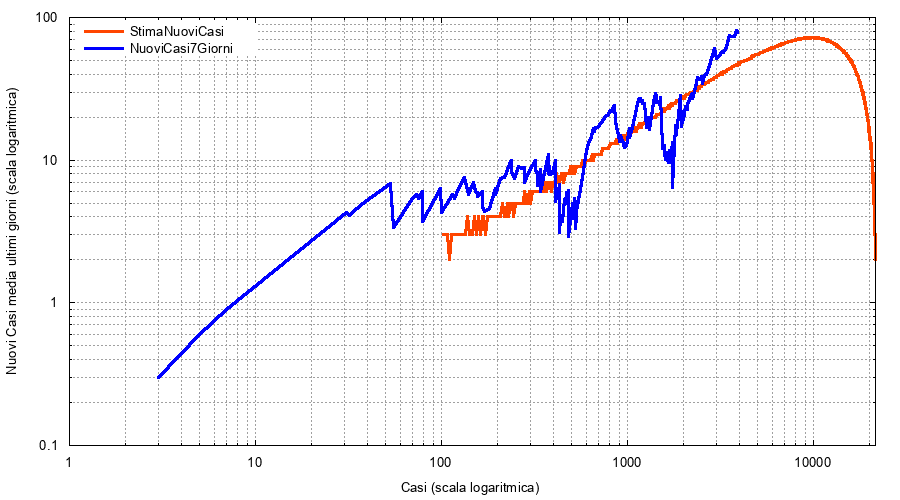 100
StimaNuoviCasi
NuoviCasi7Giorni
Nuovi Casi media ultimi giorni (scala logaritmica)
10
1
0.1
1 10 100 1000 10000
Casi (scala logaritmica)